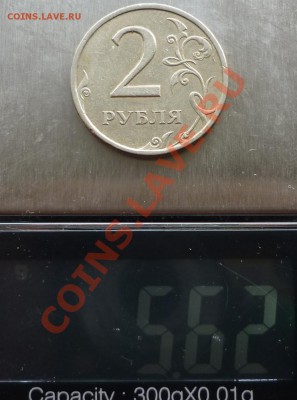 COINS.LAVE.RU
2
РУБЛЯ
COINS.LAVE.RU
5.62
Capacity : 300gX0.01g